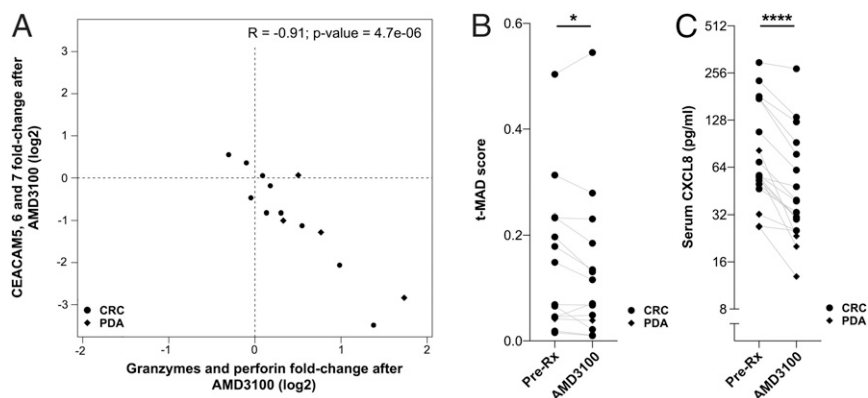 A
R = -0.91; p-value = 4.7e-06
CEACAM5, 6 and 7 fold-change after
AMD3100 (log2)
3
2
1
0
-1
-2
-3
CRC
PDA
-2
-1
0
1
2
Granzymes and perforin fold-change after
AMD3100 (log2)
B
*
t-MAD score
0.6
0.4
0.2
0.0
CRC
PDA
Pre-Rx
AMD3100
C
****
Serum CXCL8 (pg/ml)
512
256
128
64
32
16
8
CRC
PDA
Pre-Rx
AMD3100